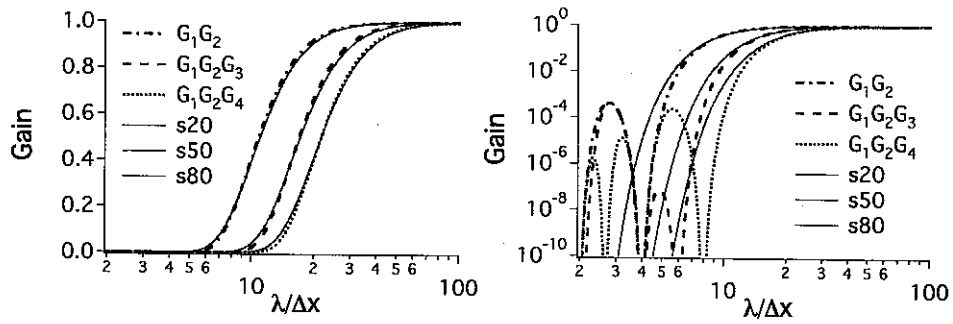 1.0
0.8
0.6
0.4
0.2
0.0
Gain
G₁G₂
G₁G₂G₃
G₁G₂G₄
s20
s50
s80
2 3 4 5 6 10 2 3 4 5 6 100
λ/Δx
10⁰
10⁻²
10⁻⁴
10⁻⁶
10⁻⁸
10⁻¹⁰
Gain
G₁G₂
G₁G₂G₃
G₁G₂G₄
s20
s50
s80
2 3 4 5 6 10 2 3 4 5 6 100
λ/Δx